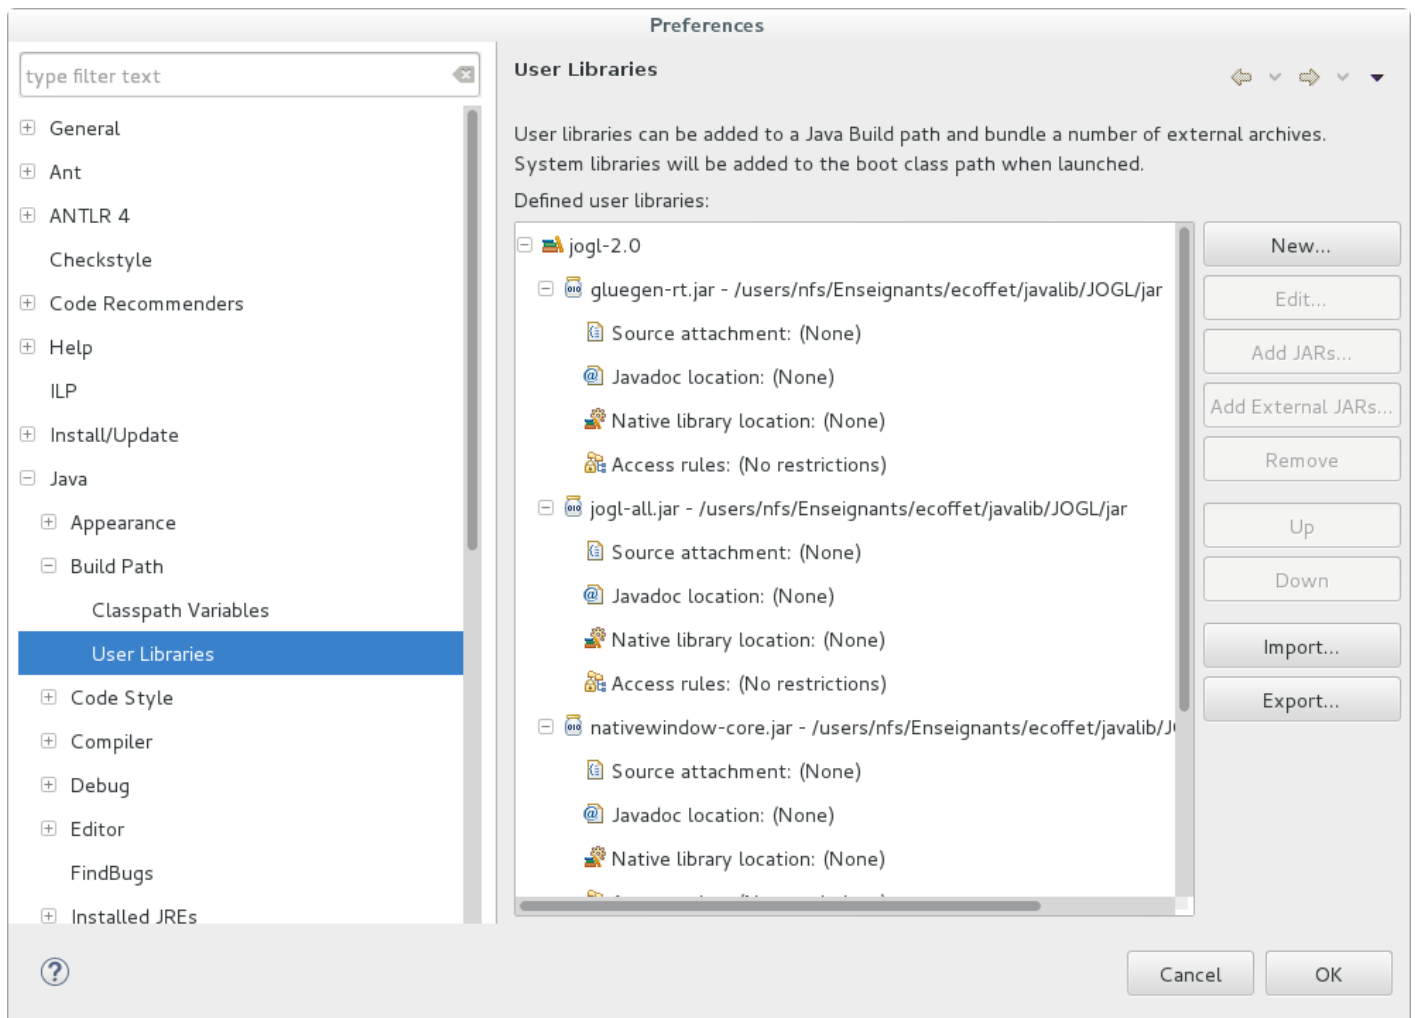 Preferences
type filter text
General
Ant
ANTLR 4
Checkstyle
Code Recommenders
Help
ILP
Install/Update
Java
Appearance
Build Path
Classpath Variables
User Libraries
Code Style
Compiler
Debug
Editor
FindBugs
Installed JREs
User Libraries
User libraries can be added to a Java Build path and bundle a number of external archives.
System libraries will be added to the boot class path when launched.
Defined user libraries:
jogl-2.0
gluegen-rt.jar - /users/nfs/Enseignants/ecoffet/javalib/JOGL/jar
Source attachment: (None)
Javadoc location: (None)
Native library location: (None)
Access rules: (No restrictions)
jogl-all.jar - /users/nfs/Enseignants/ecoffet/javalib/JOGL/jar
Source attachment: (None)
Javadoc location: (None)
Native library location: (None)
Access rules: (No restrictions)
nativewindow-core.jar - /users/nfs/Enseignants/ecoffet/javalib/J
Source attachment: (None)
Javadoc location: (None)
Native library location: (None)
New...
Edit...
Add JARs...
Add External JARs...
Remove
Up
Down
Import...
Export...
Cancel
OK